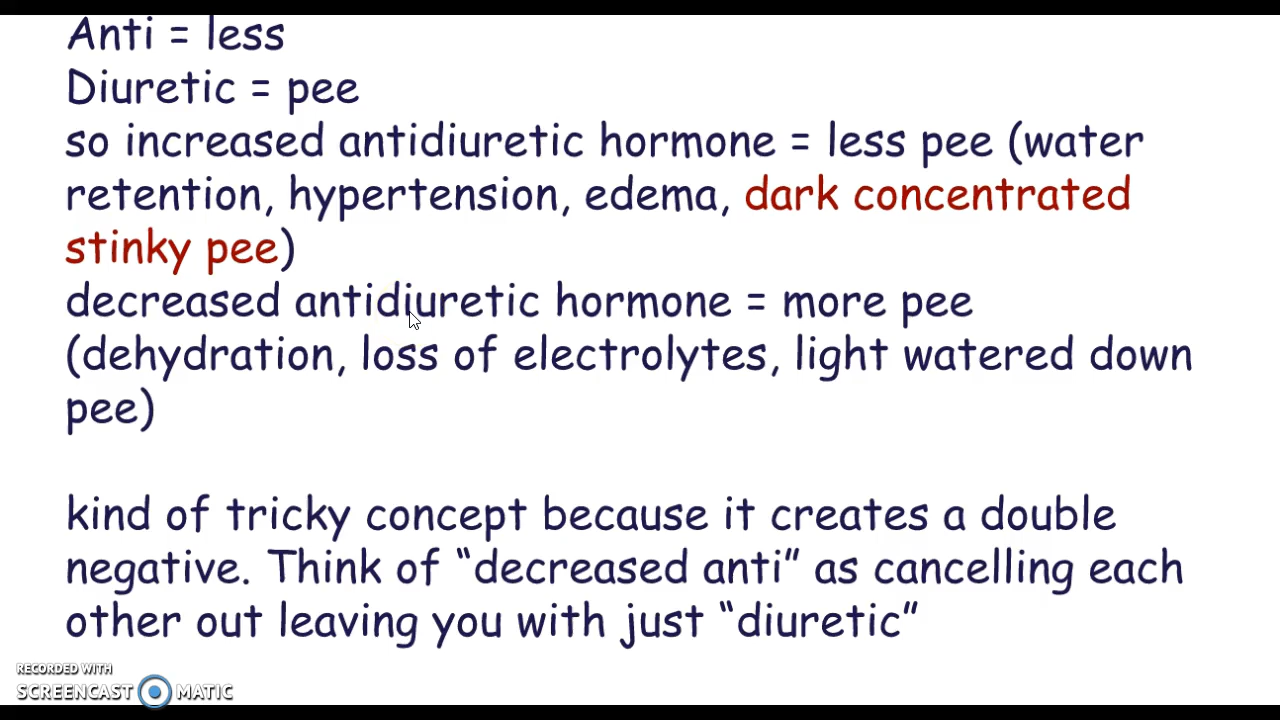 Anti = less
Diuretic = pee
so increased antidiuretic hormone = less pee (water
retention, hypertension, edema, dark concentrated
stinky pee)
decreased antidiuretic hormone = more pee
(dehydration, loss of electrolytes, light watered down
pee)
kind of tricky concept because it creates a double
negative. Think of “decreased anti” as cancelling each
other out leaving you with just “diuretic”
RECORDED WITH
SCREENCAST MATIC